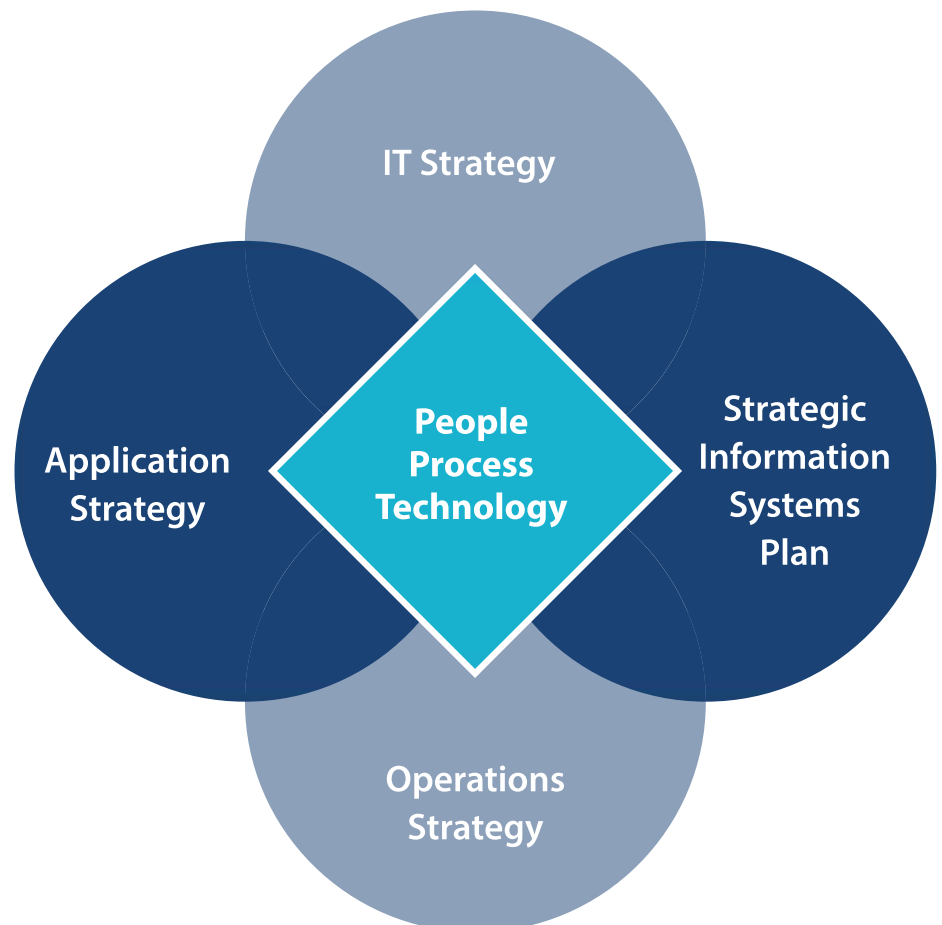 IT Strategy
Application
Strategy
People
Process
Technology
Strategic
Information
Systems
Plan
Operations
Strategy